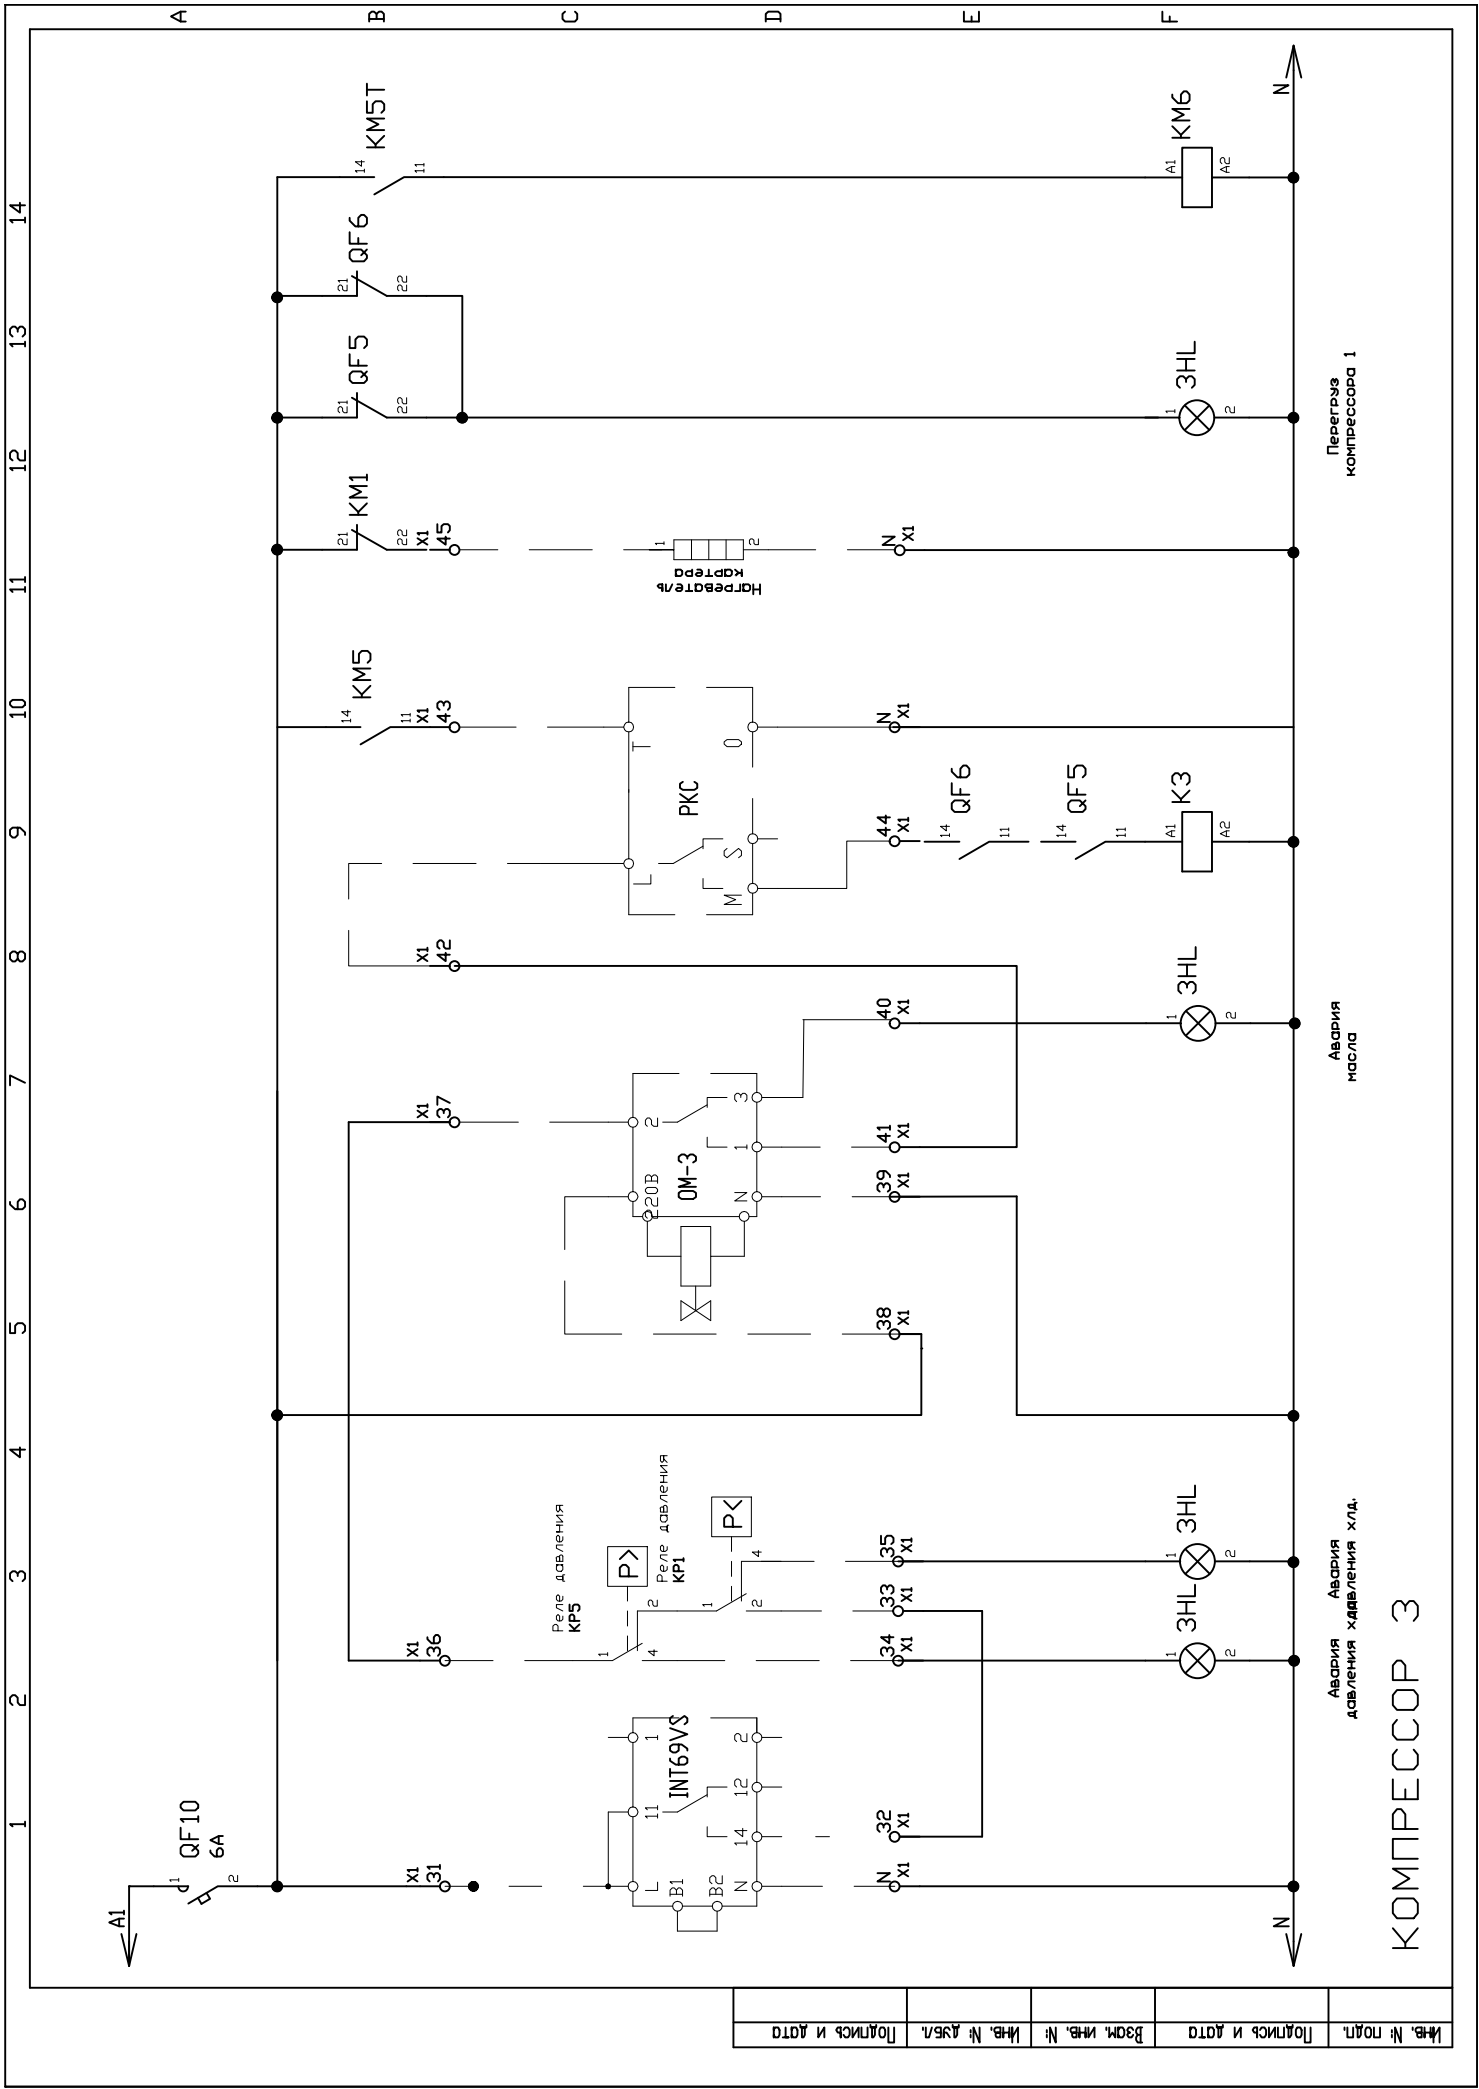 A
B
C
D
E
F
1
2
3
4
5
6
7
8
9
10
11
12
13
14
A1
1
QF10
6A
2
X1
31
L
11
1
INT69VS
B1
B2
N
14
12
2
N
X1
32
X1
N
X1
36
1
4
2
Реле давления
KP5
P>
Реле давления
KP1
P<
1
2
4
34
X1
33
X1
35
X1
1
3HL
2
1
3HL
2
Авария
давления хлд.
Авария
давления хлд.
38
X1
220В
OM-3
N
2
1
3
X1
37
39
X1
41
X1
40
X1
1
3HL
2
Авария
масла
X1
42
L
T
PKC
M
S
O
44
X1
14
QF6
11
14
QF5
11
A1
K3
A2
14
KM5
11
X1
43
N
X1
21
KM1
22
X1
45
1
2
Нагреватель
картера
N
X1
21
QF5
22
21
QF6
22
1
3HL
2
Перегруз
компрессора 1
14
KM5T
11
A1
KM6
A2
N
КОМПРЕССОР 3
Инв. № подп.
Подпись и дата
Взам. инв. №
Инв. № дубл.
Подпись и дата